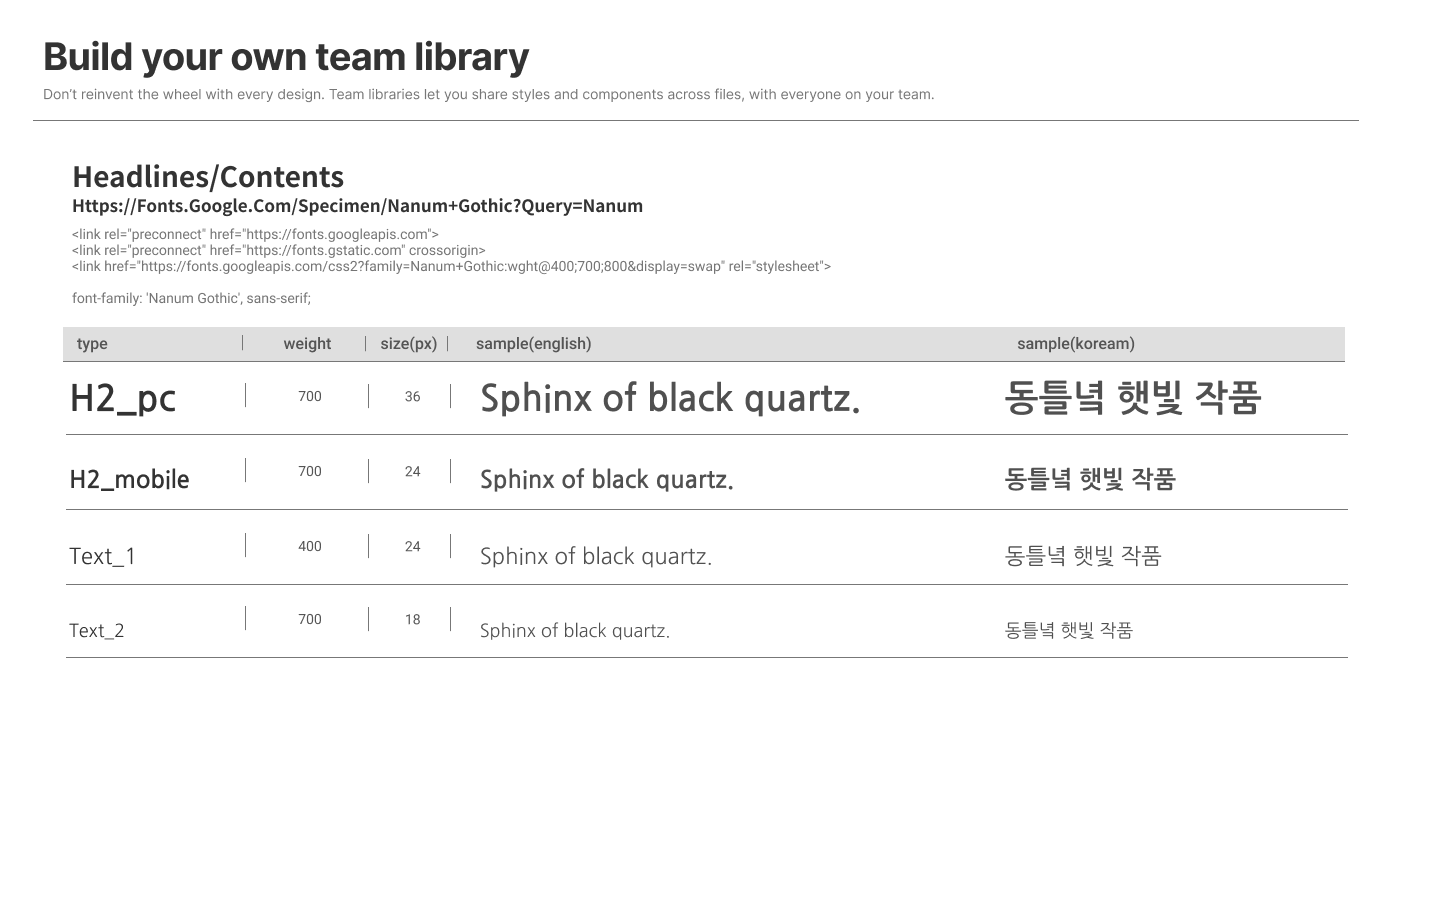 Build your own team library
Don't reinvent the wheel with every design. Team libraries let you share styles and components across files, with everyone on your team.
Headlines/Contents
Https://Fonts.Google.Com/Specimen/Nanum+Gothic?Query=Nanum
<link rel="preconnect" href="https://fonts.googleapis.com">
<link rel="preconnect" href="https://fonts.gstatic.com" crossorigin>
<link href="https://fonts.googleapis.com/css2?family=Nanum+Gothic:wght@400;700;800&display=swap" rel="stylesheet">
font-family: 'Nanum Gothic', sans-serif;
type weight size(px) sample(english) sample(koream)
H2_pc 700 36 Sphinx of black quartz. 동틀녘 햇빛 작품
H2_mobile 700 24 Sphinx of black quartz. 동틀녘 햇빛 작품
Text_1 400 24 Sphinx of black quartz. 동틀녘 햇빛 작품
Text_2 700 18 Sphinx of black quartz. 동틀녘 햇빛 작품